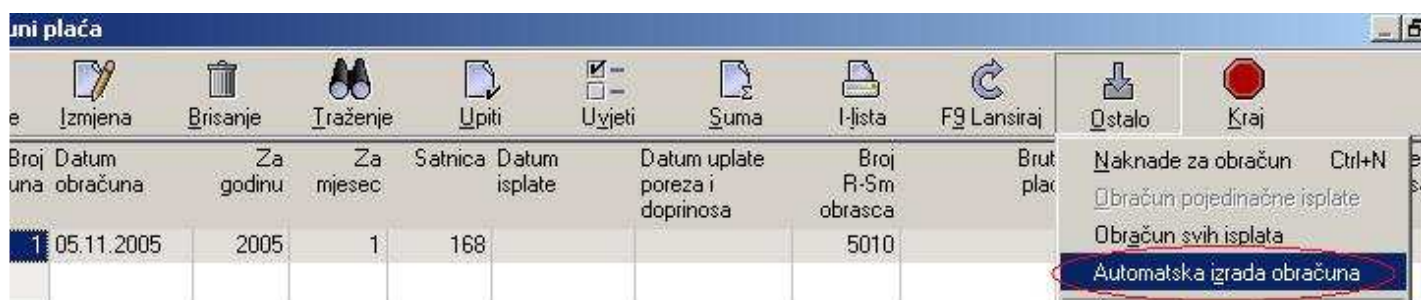 uni plaća
e Izmjena Brisanje Traženje Upiti Uvjeti Suma I-lista F9 Lansiraj Ostalo Kraj
Broj Datum Za Za Satnica Datum Datum uplate Broj Brut
una obračuna godinu mjesec isplate poreza i R-Sm plać
doprinosa obrasca
1 05.11.2005 2005 1 168 5010
Naknade za obračun Ctrl+N
Obračun pojedinačne isplate
Obračun svih isplata
Automatska izrada obračuna